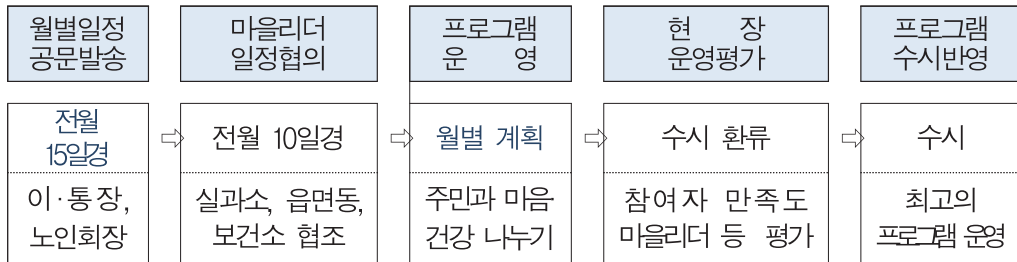 월별일정
공문발송
마을리더
일정협의
프로그램
운 영
현 장
운영평가
프로그램
수시반영
전월
15일경
전월 10일경
월별 계획
수시 환류
수시
이·통장,
노인회장
실과소, 읍면동,
보건소 협조
주민과 마음
건강 나누기
참여자 만족도
마을리더 등 평가
최고의
프로그램 운영